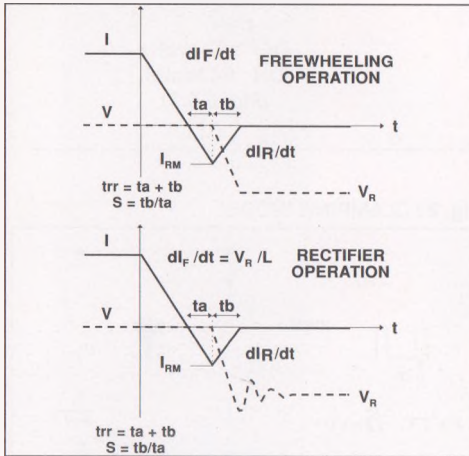 I
dI F/dt
FREEWHEELING
OPERATION
V
ta tb
t
IRM
dIR/dt
trr = ta + tb
S = tb/ta
VR
I
dIF /dt = VR /L
RECTIFIER
OPERATION
V
ta tb
t
IRM
dIR/dt
VR
trr = ta + tb
S = tb/ta